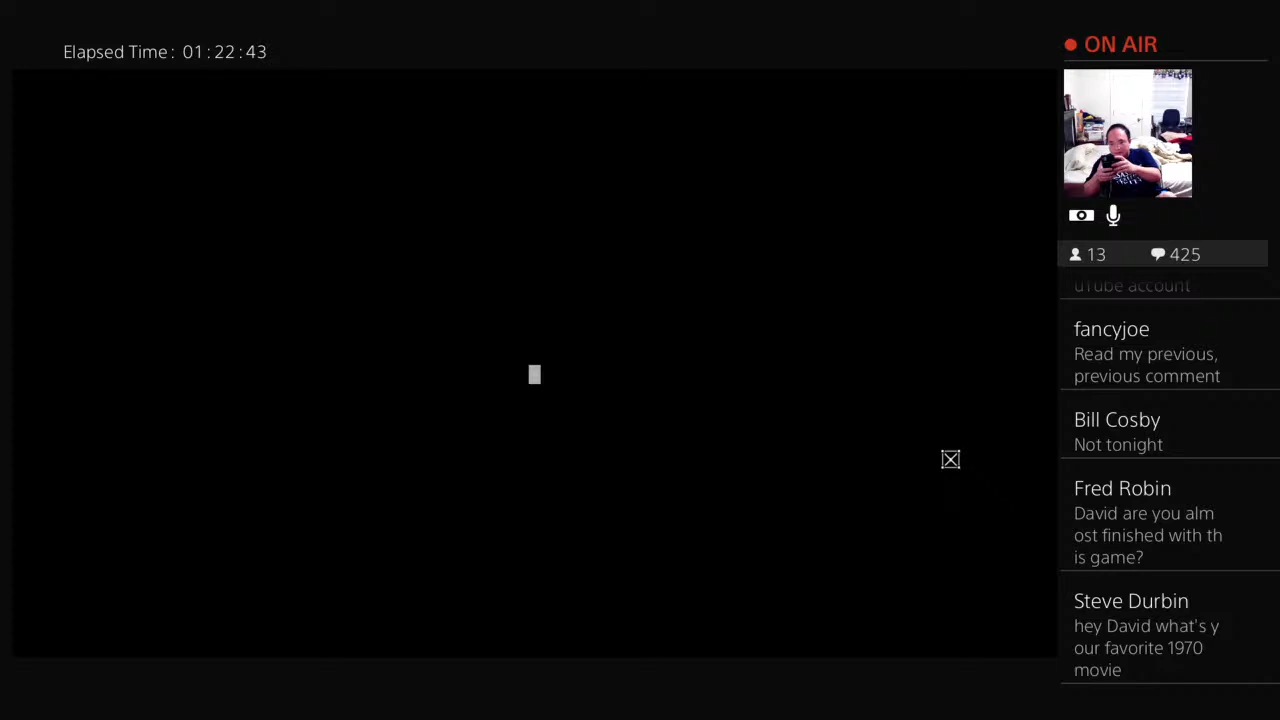 Elapsed Time: 01:22:43
ON AIR
13 425
uTube account
fancyjoe
Read my previous,
previous comment
Bill Cosby
Not tonight
Fred Robin
David are you alm
ost finished with th
is game?
Steve Durbin
hey David what's y
our favorite 1970
movie